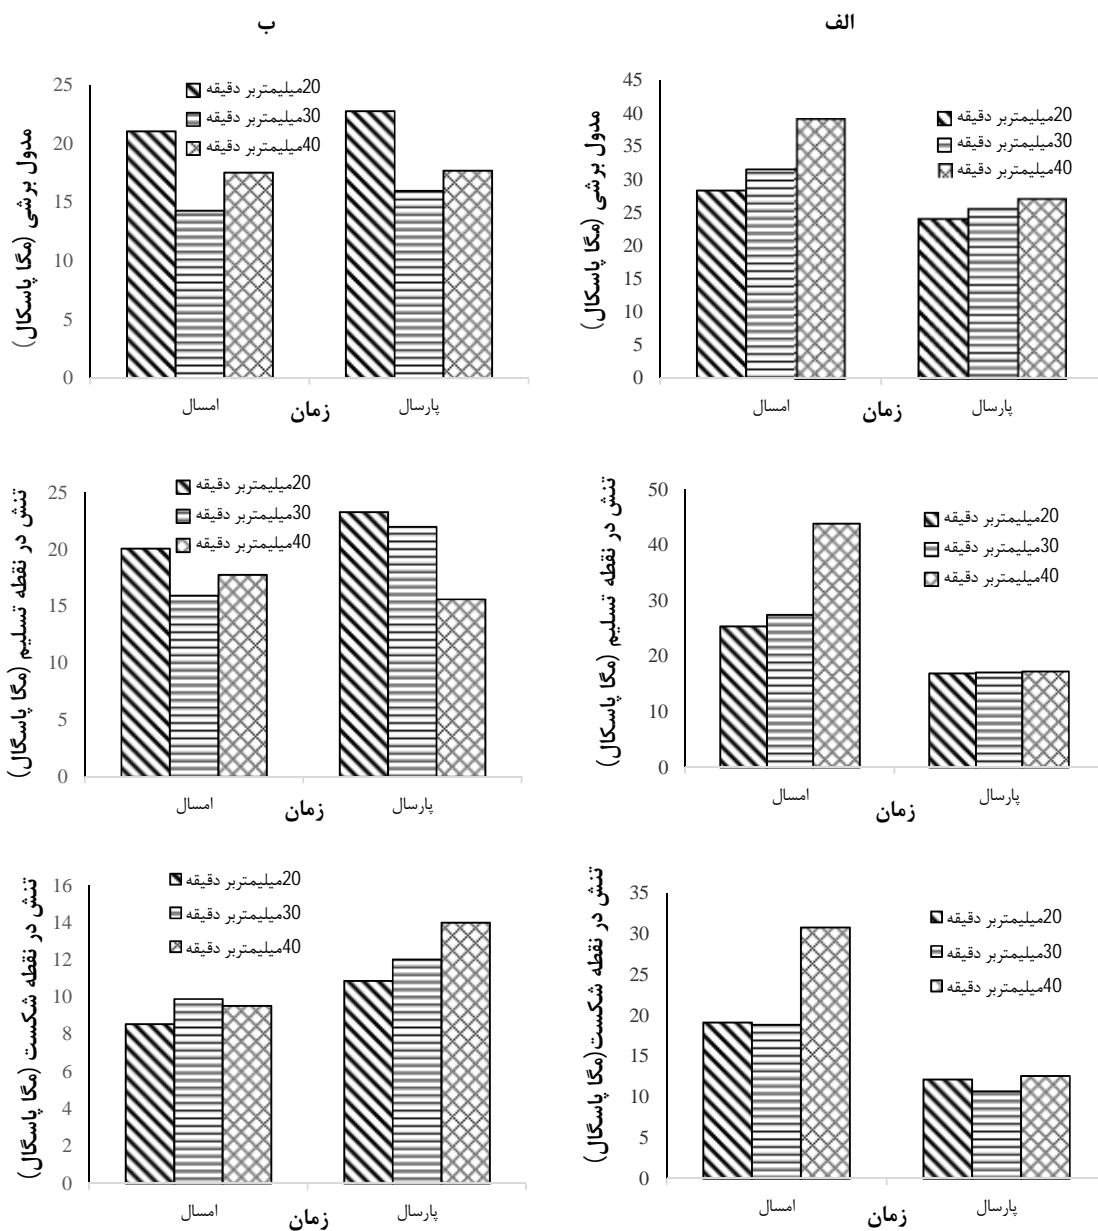 الف
مدول برشی (مگا پاسکال)
45
40
35
30
25
20
15
10
5
0
20میلیمتربر دقیقه
30میلیمتربر دقیقه
40میلیمتربر دقیقه
امسال
پارسال
زمان
ب
مدول برشی (مگا پاسکال)
25
20
15
10
5
0
20میلیمتربر دقیقه
30میلیمتربر دقیقه
40میلیمتربر دقیقه
امسال
پارسال
زمان
تنش در نقطه تسلیم (مگا پاسکال)
50
40
30
20
10
0
20میلیمتربر دقیقه
30میلیمتربر دقیقه
40میلیمتربر دقیقه
امسال
پارسال
زمان
تنش در نقطه تسلیم (مگا پاسگال)
25
20
15
10
5
0
20میلیمتربر دقیقه
30میلیمتربر دقیقه
40میلیمتربر دقیقه
امسال
پارسال
زمان
تنش در نقطه شکست(مگا پاسگال)
35
30
25
20
15
10
5
0
20میلیمتربر دقیقه
30میلیمتربر دقیقه
40میلیمتربر دقیقه
امسال
پارسال
زمان
تنش در نقطه شکست (مگا پاسگال)
16
14
12
10
8
6
4
2
0
20میلیمتربر دقیقه
30میلیمتربر دقیقه
40میلیمتربر دقیقه
امسال
پارسال
زمان